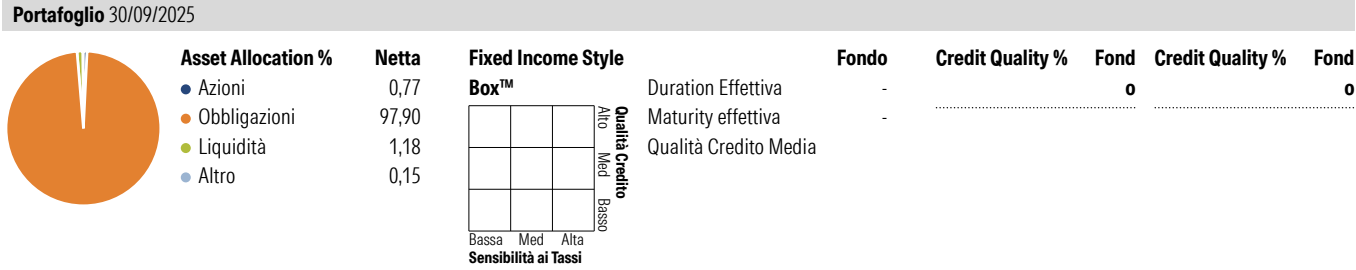 Portafoglio 30/09/2025
Asset Allocation % Netta
Azioni 0,77
Obbligazioni 97,90
Liquidità 1,18
Altro 0,15
Fixed Income Style
Box™
Alto Med Basso
Qualità Credito
Bassa Med Alta
Sensibilità ai Tassi
Fondo
Duration Effettiva -
Maturity effettiva -
Qualità Credito Media
Credit Quality % Fond Credit Quality % Fond
o o